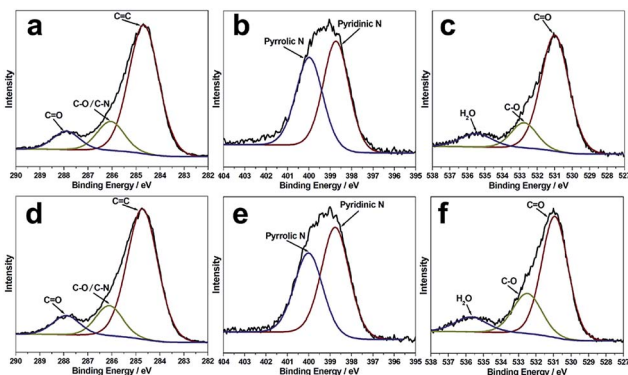 a
C=C
C=O
C-O/C-N
Intensity
290 289 288 287 286 285 284 283 282
Binding Energy / eV
b
Pyrrolic N
Pyridinic N
Intensity
404 403 402 401 400 399 398 397 396 395
Binding Energy / eV
c
C=O
C-O
H2O
Intensity
538 536 535 534 533 532 531 530 529 528 527
Binding Energy / eV
d
C=C
C=O
C-O/C-N
Intensity
290 289 288 287 286 285 284 283 282
Binding Energy / eV
e
Pyrrolic N
Pyridinic N
Intensity
404 403 402 401 400 399 398 397 396 395
Binding Energy / eV
f
C=O
C-O
H2O
Intensity
538 536 535 534 533 532 531 530 529 528 527
Binding Energy / eV